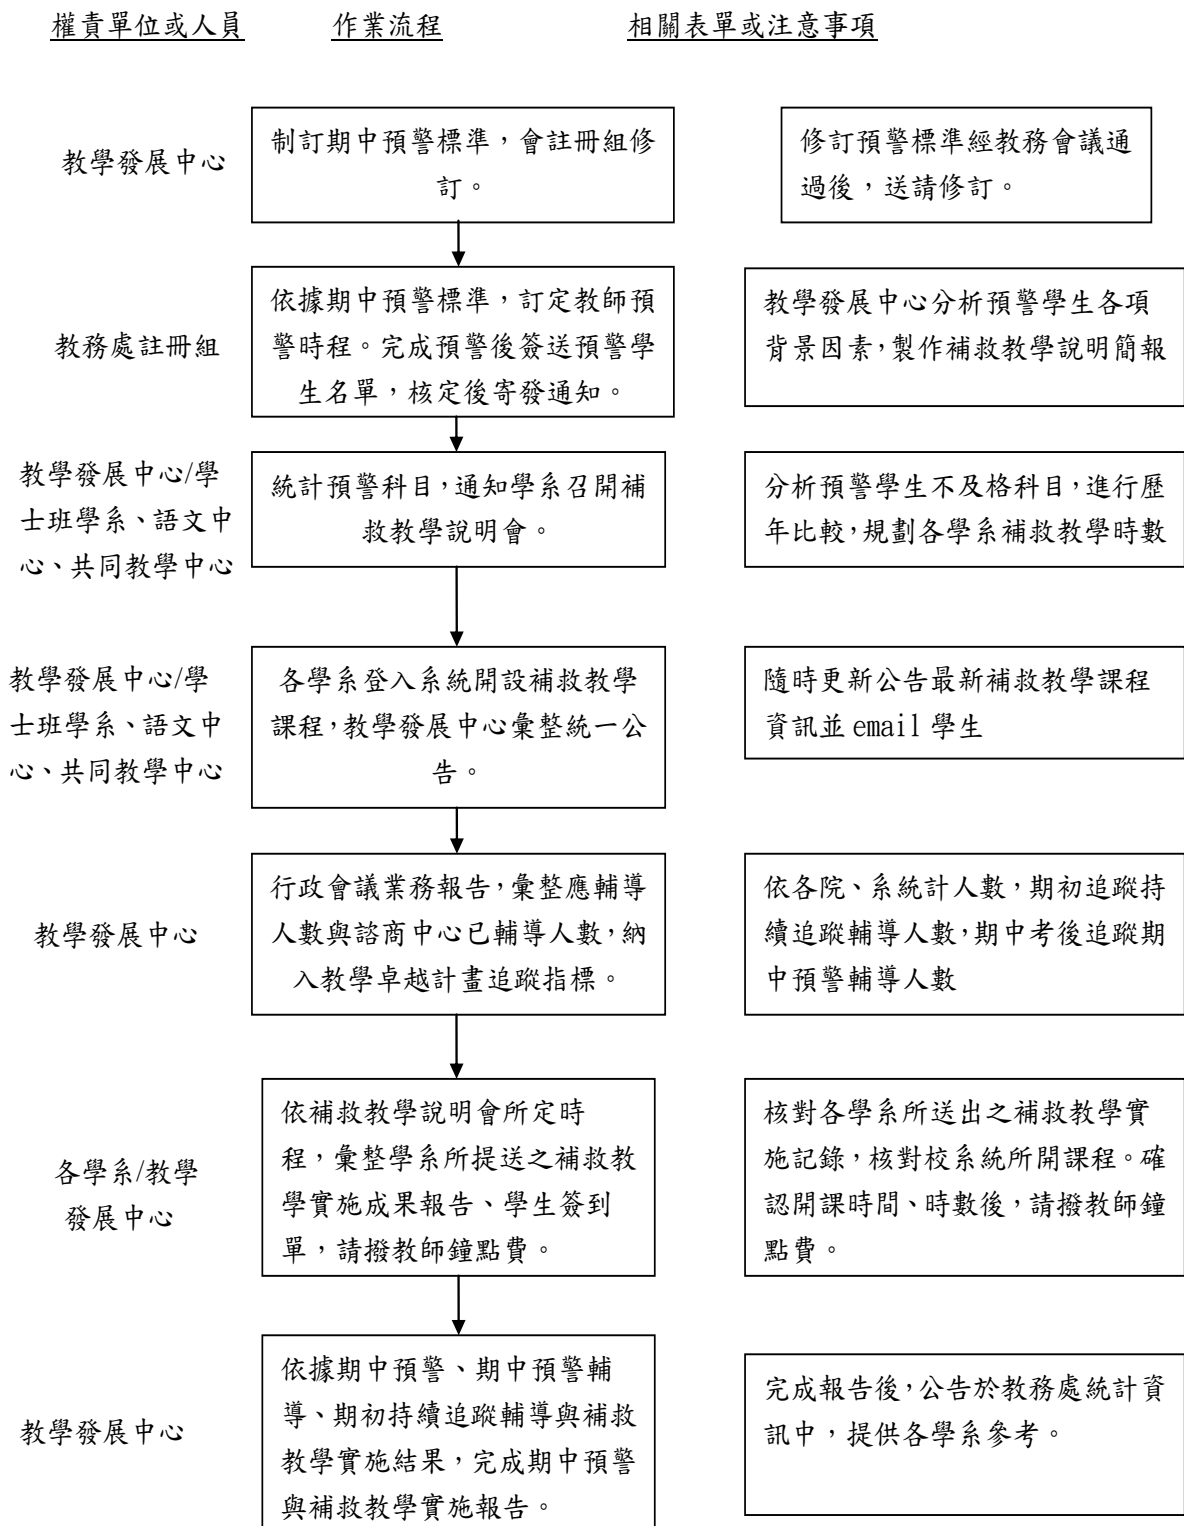 權責單位或人員 作業流程 相關表單或注意事項
教學發展中心
制訂期中預警標準，會註冊組修
訂。
修訂預警標準經教務會議通
過後，送請修訂。
教務處註冊組
依據期中預警標準，訂定教師預
警時程。完成預警後簽送預警學
生名單，核定後寄發通知。
教學發展中心分析預警學生各項
背景因素，製作補救教學說明簡報
教學發展中心/學
士班學系、語文中
心、共同教學中心
統計預警科目，通知學系召開補
救教學說明會。
分析預警學生不及格科目，進行歷
年比較，規劃各學系補救教學時數
教學發展中心/學
士班學系、語文中
心、共同教學中心
各學系登入系統開設補救教學
課程，教學發展中心彙整統一公
告。
隨時更新公告最新補救教學課程
資訊並 email 學生
教學發展中心
行政會議業務報告，彙整應輔導
人數與諮商中心已輔導人數，納
入教學卓越計畫追蹤指標。
依各院、系統計人數，期初追蹤持
續追蹤輔導人數，期中考後追蹤期
中預警輔導人數
各學系/教學
發展中心
依補救教學說明會所定時
程，彙整學系所提送之補救教
學實施成果報告、學生簽到
單，請撥教師鐘點費。
核對各學系所送出之補救教學實
施記錄，核對校系統所開課程。確
認開課時間、時數後，請撥教師鐘
點費。
教學發展中心
依據期中預警、期中預警輔
導、期初持續追蹤輔導與補救
教學實施結果，完成期中預警
與補救教學實施報告。
完成報告後，公告於教務處統計資
訊中，提供各學系參考。